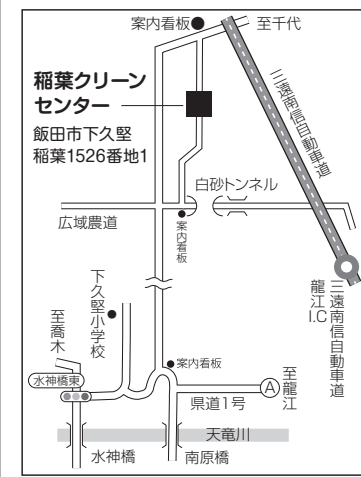 案内看板
至千代
稲葉クリーン
センター
飯田市下久堅
稲葉1526番地1
三遠南信自動車道
白砂トンネル
広域農道
案内看板
三遠南信自動車道
龍江I.C
下久堅小学校
至喬木
水神橋東
案内看板
県道1号
A
至龍江
天竜川
水神橋
南原橋